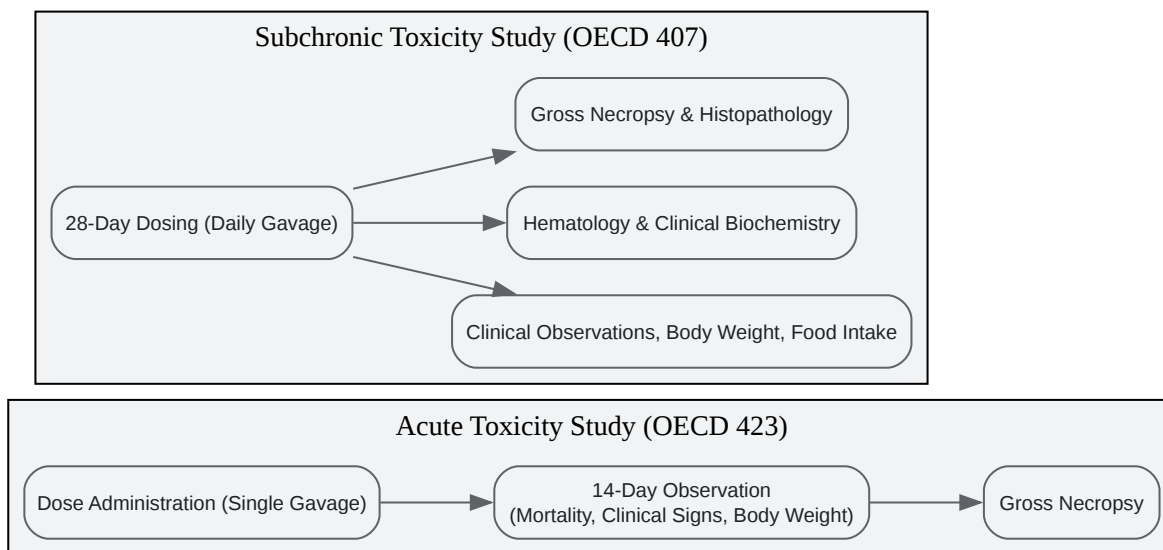 Subchronic Toxicity Study (OECD 407)
Gross Necropsy & Histopathology
28-Day Dosing (Daily Gavage)
Hematology & Clinical Biochemistry
Clinical Observations, Body Weight, Food Intake
Acute Toxicity Study (OECD 423)
Dose Administration (Single Gavage)
14-Day Observation
(Mortality, Clinical Signs, Body Weight)
Gross Necropsy